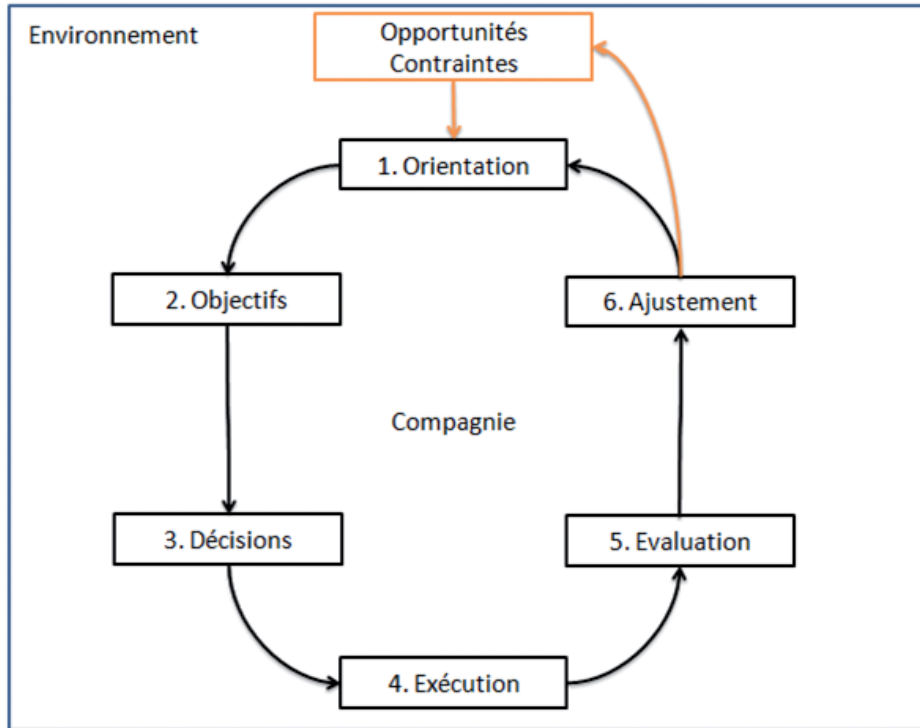 Environnement
Opportunités
Contraintes
1. Orientation
2. Objectifs
6. Ajustement
Compagnie
3. Décisions
5. Evaluation
4. Exécution